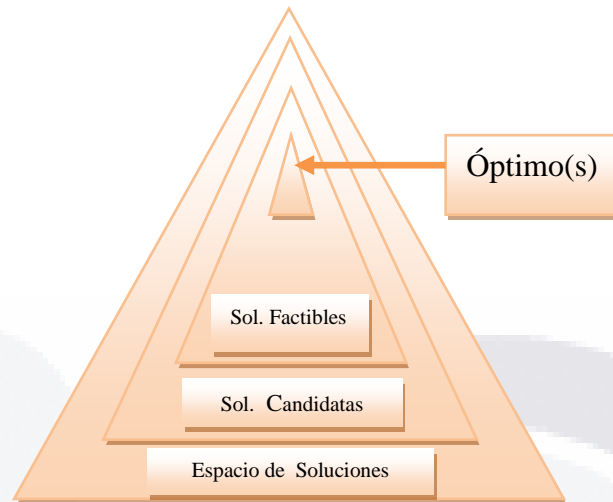 Óptimo(s)
Sol. Factibles
Sol. Candidatas
Espacio de Soluciones